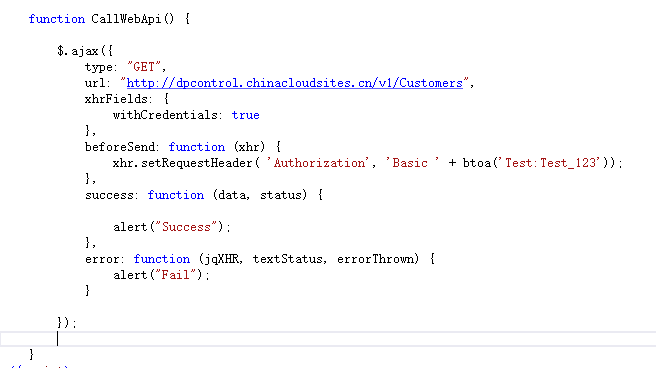 function CallWebApi() {
$.ajax({
type: "GET",
url: "http://dpcontrol.chinacloudsites.cn/v1/Customers",
xhrFields: {
withCredentials: true
},
beforeSend: function (xhr) {
xhr.setRequestHeader( 'Authorization', 'Basic ' + btoa('Test:Test_123'));
},
success: function (data, status) {
alert("Success");
},
error: function (jqXHR, textStatus, errorThrown) {
alert("Fail");
}
});
}